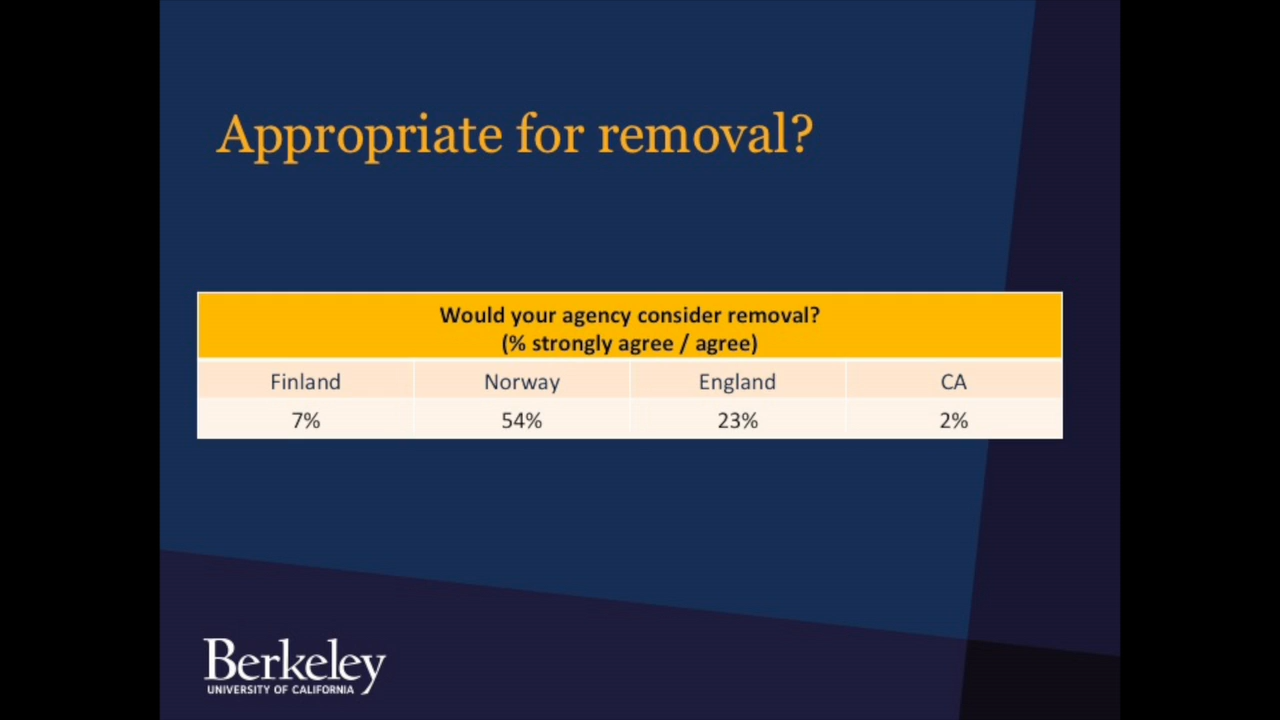 Appropriate for removal?
Would your agency consider removal?
(% strongly agree / agree)
Finland Norway England CA
7% 54% 23% 2%
Berkeley
UNIVERSITY OF CALIFORNIA